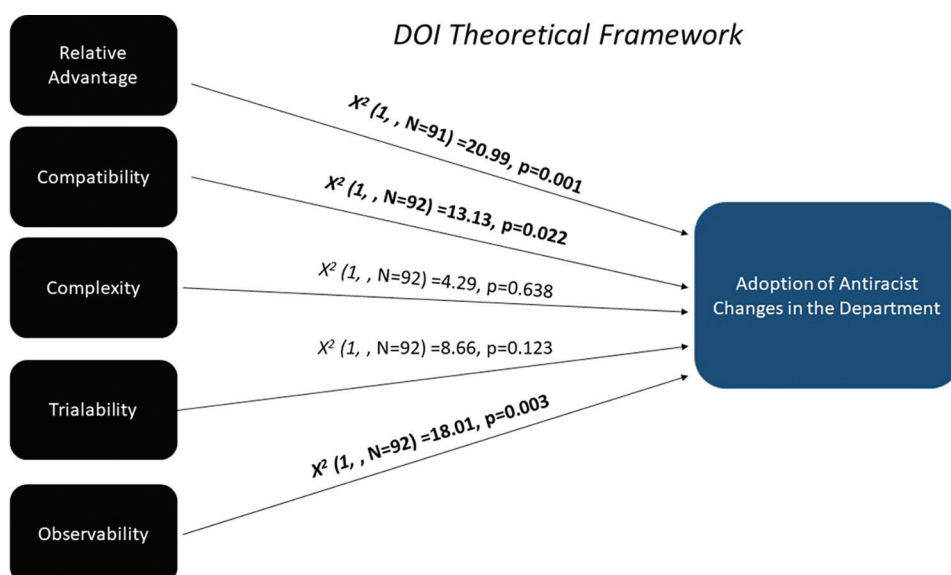 DOI Theoretical Framework
Relative
Advantage
X² (1, , N=91) =20.99, p=0.001
Compatibility
X² (1, , N=92) =13.13, p=0.022
Complexity
X² (1, , N=92) =4.29, p=0.638
Adoption of Antiracist
Changes in the Department
X² (1, , N=92) =8.66, p=0.123
Trialability
X² (1, , N=92) =18.01, p=0.003
Observability